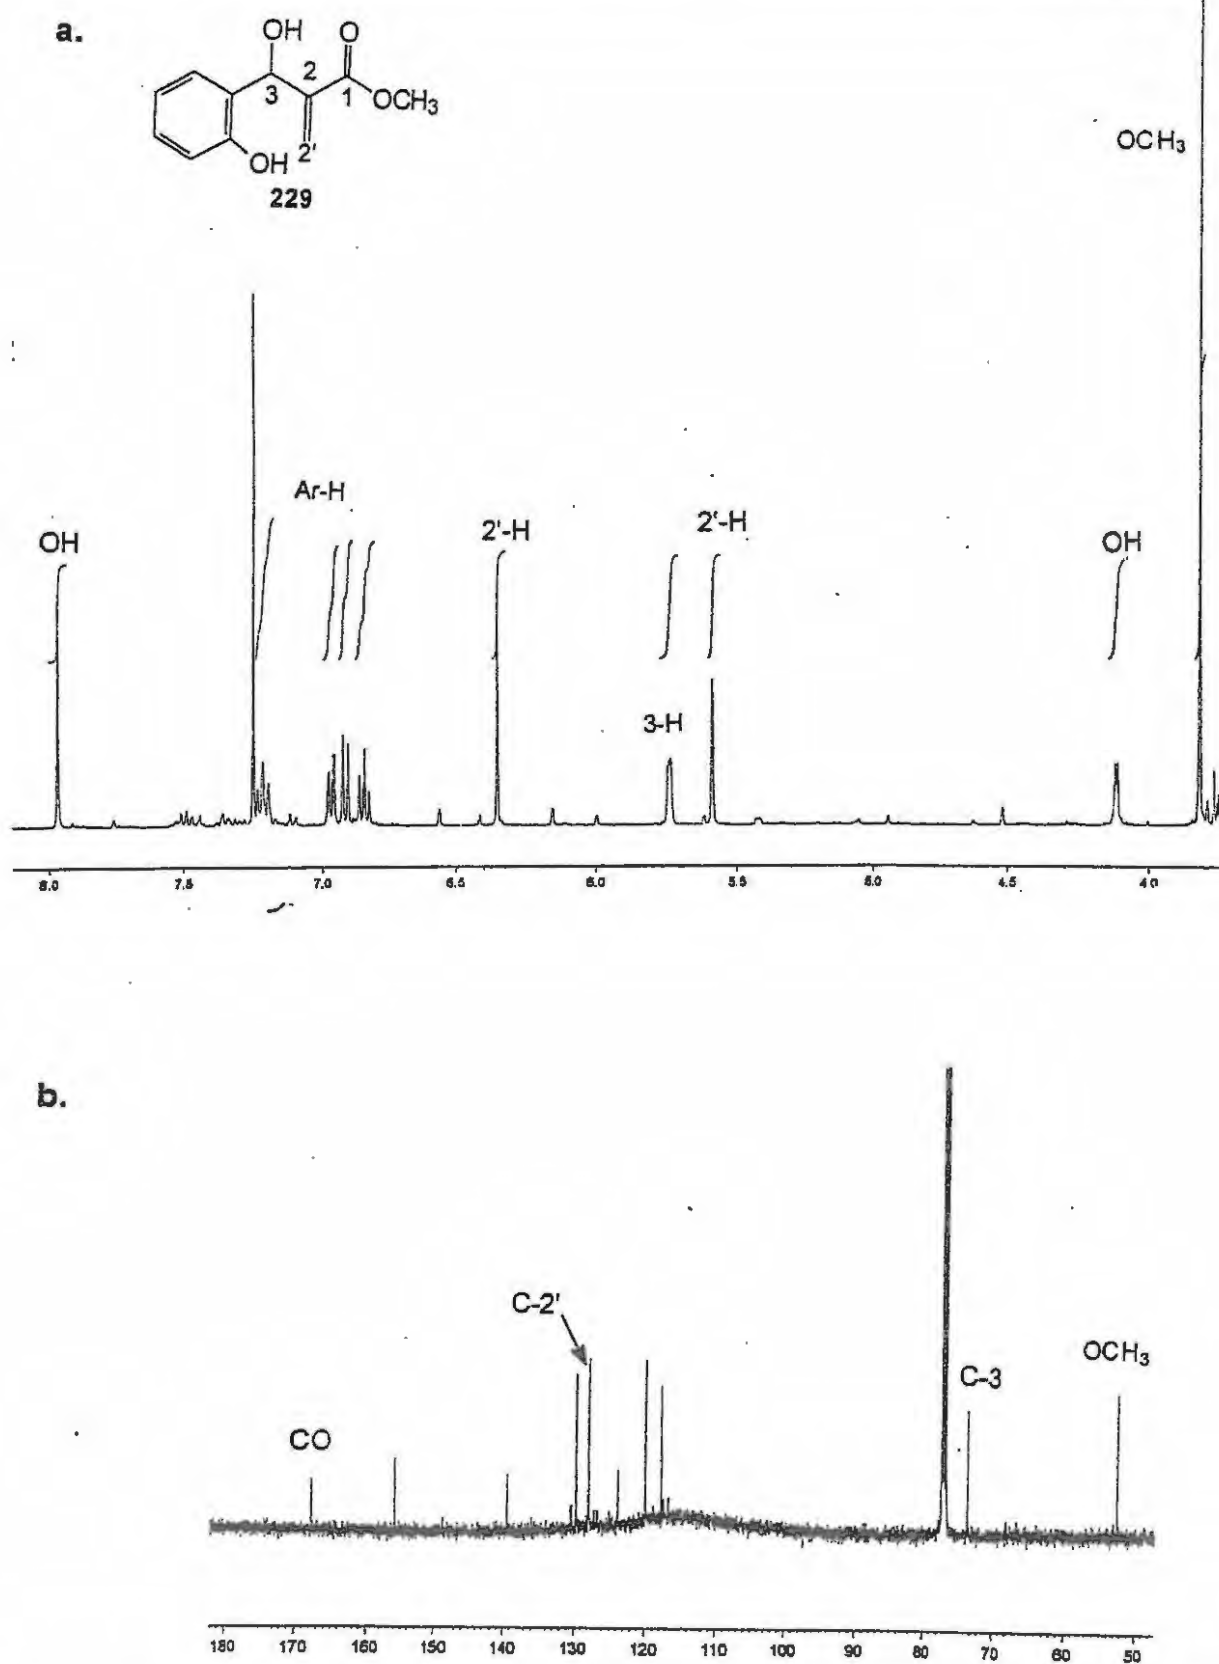 a.
OH O
2
3 1 OCH₃
OH 2'
229
OCH₃
Ar-H
OH 2'-H 2'-H OH
3-H
8.0 7.5 7.0 6.5 6.0 5.5 5.0 4.5 4.0
b.
C-2'
OCH₃
C-3
CO
180 170 160 150 140 130 120 110 100 90 80 70 60 50